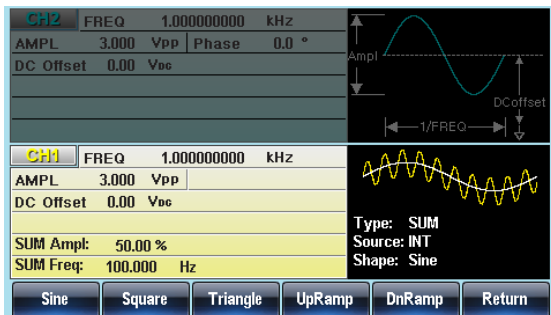 CH2 FREQ 1.000000000 kHz
AMPL 3.000 Vpp Phase 0.0 °
DC Offset 0.00 VDC
Ampl
DCoffset
1/FREQ
CH1 FREQ 1.000000000 kHz
AMPL 3.000 Vpp
DC Offset 0.00 VDC
SUM Ampl: 50.00 %
SUM Freq: 100.000 Hz
Type: SUM
Source: INT
Shape: Sine
Sine Square Triangle UpRamp DnRamp Return